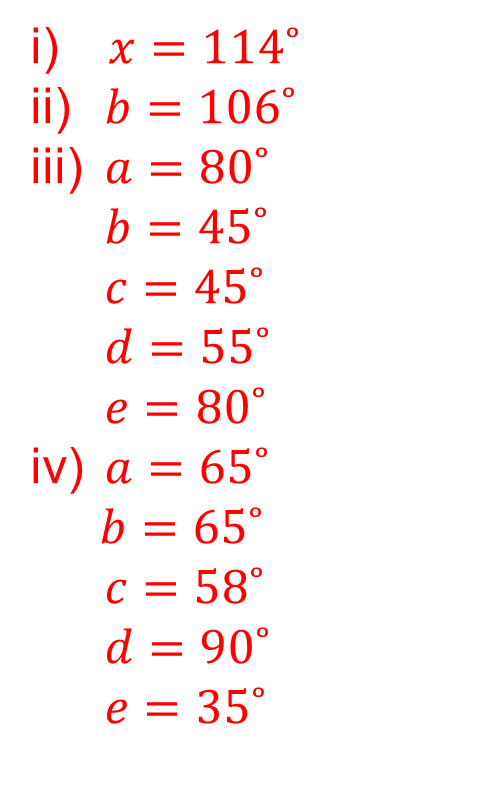 i) x = 114°
ii) b = 106°
iii) a = 80°
b = 45°
c = 45°
d = 55°
e = 80°
iv) a = 65°
b = 65°
c = 58°
d = 90°
e = 35°